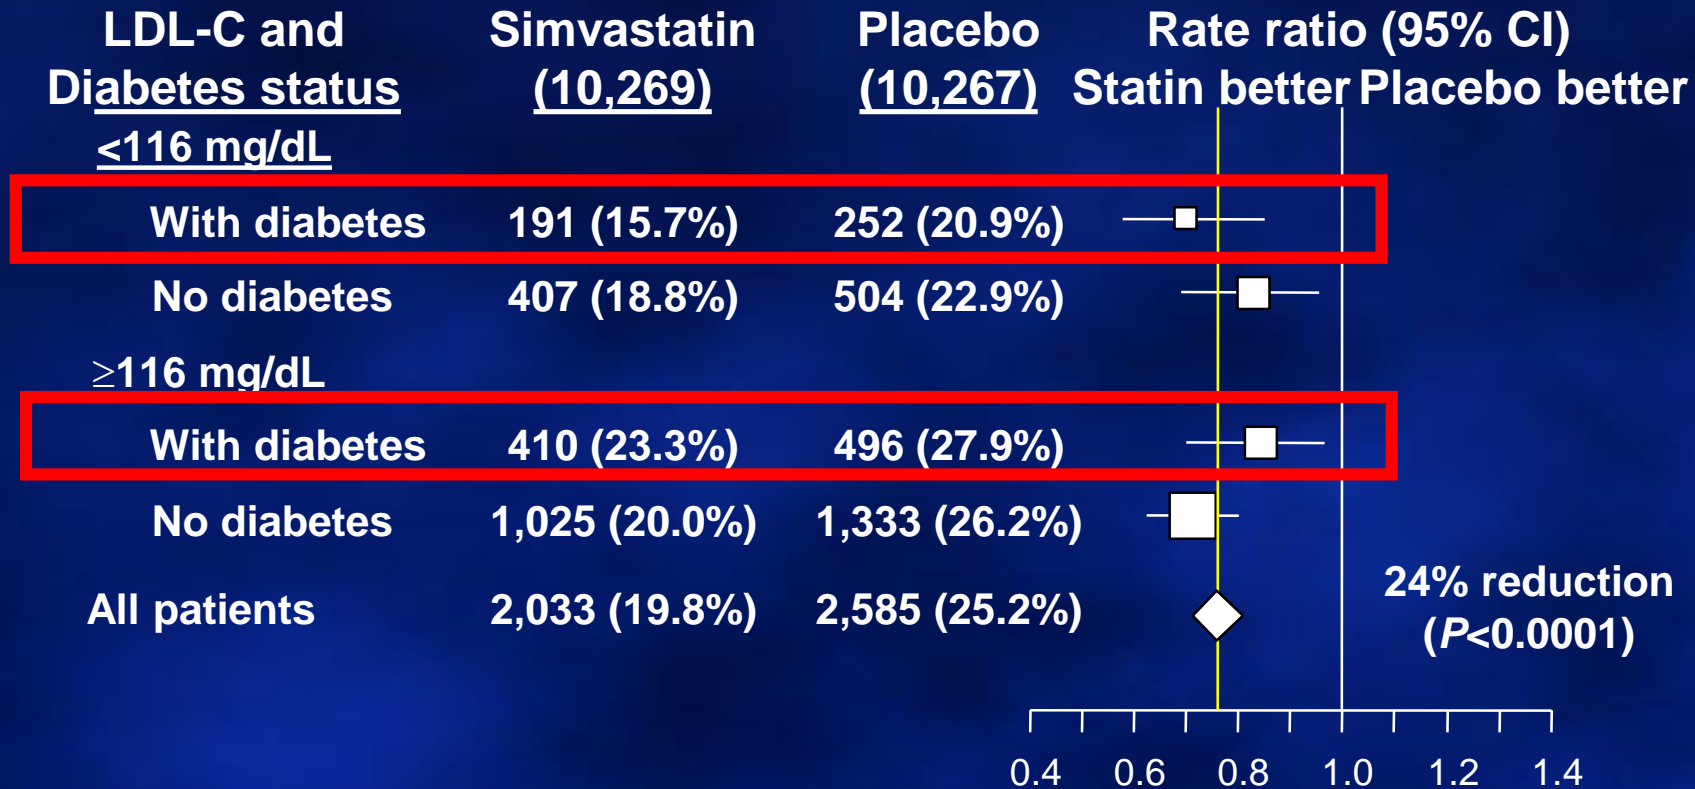 LDL-C and Simvastatin Placebo Rate ratio (95% CI)
Diabetes status (10,269) (10,267) Statin better Placebo better
<116 mg/dL
With diabetes 191 (15.7%) 252 (20.9%)
No diabetes 407 (18.8%) 504 (22.9%)
≥116 mg/dL
With diabetes 410 (23.3%) 496 (27.9%)
No diabetes 1,025 (20.0%) 1,333 (26.2%)
All patients 2,033 (19.8%) 2,585 (25.2%)
24% reduction
(P<0.0001)
0.4 0.6 0.8 1.0 1.2 1.4